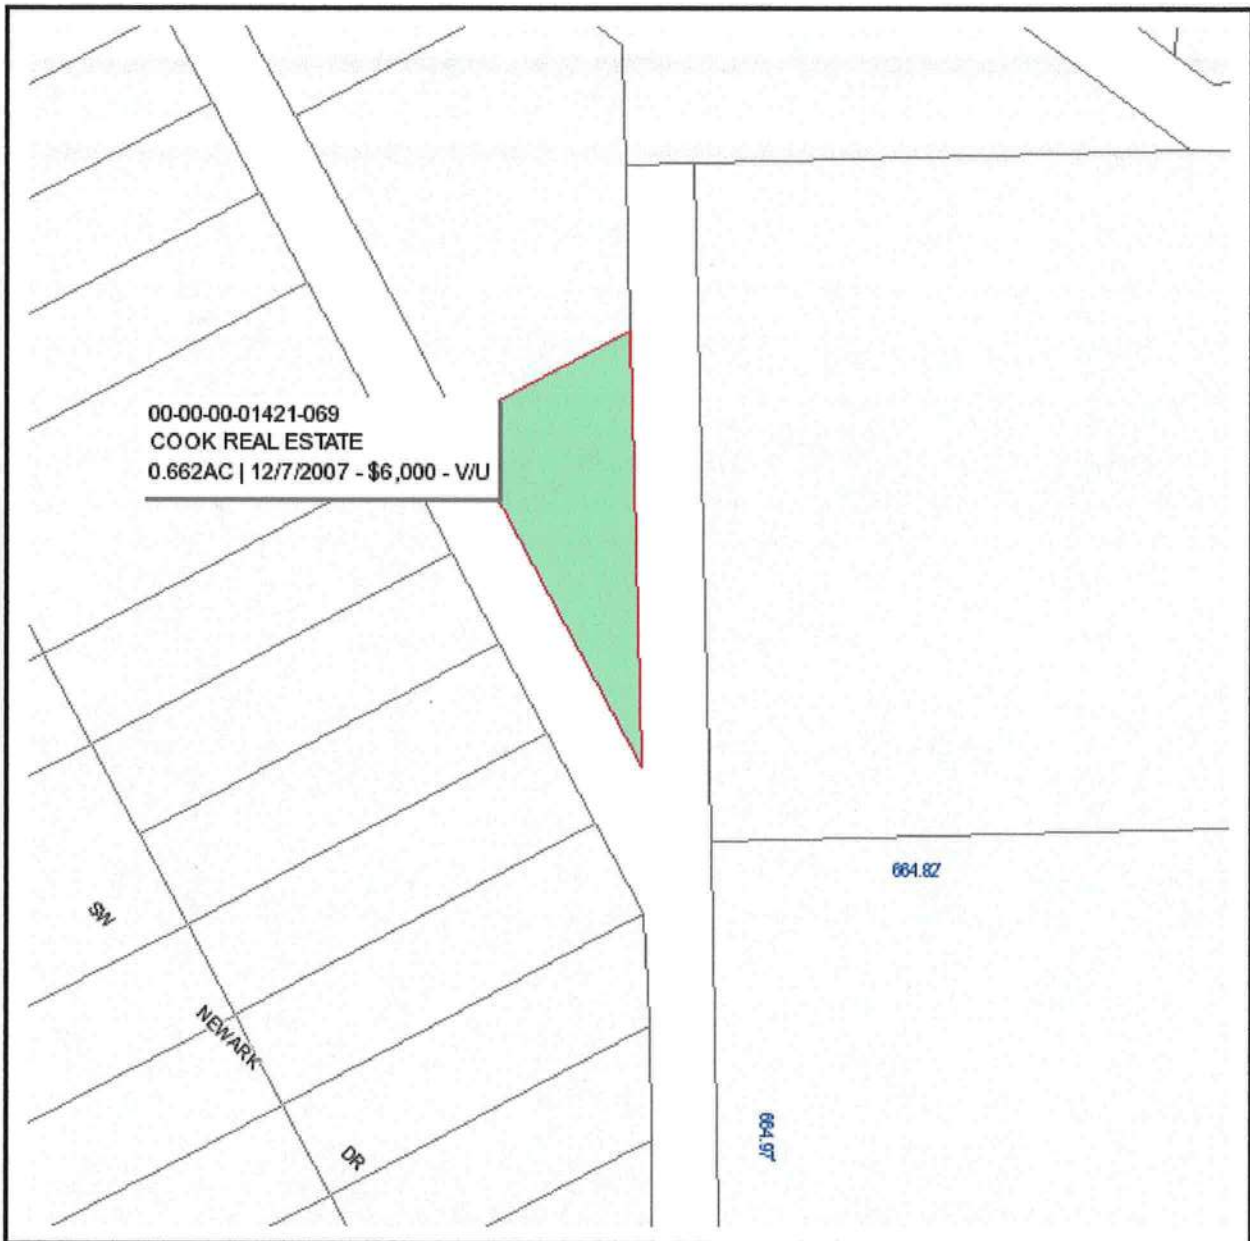 00-00-00-01421-069
COOK REAL ESTATE
0.662AC | 12/7/2007 - $6,000 - V/U
664.82'
SW
NEWARK
DR
664.97'